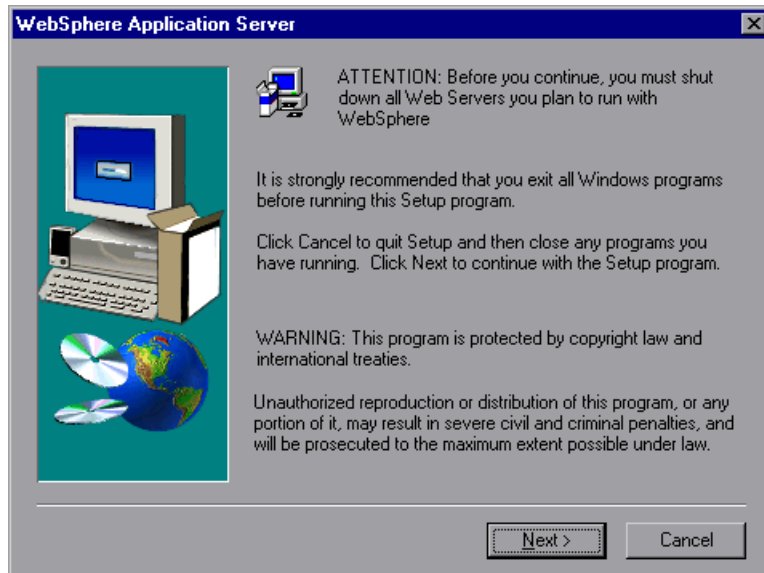 WebSphere Application Server
ATTENTION: Before you continue, you must shut
down all Web Servers you plan to run with
WebSphere
It is strongly recommended that you exit all Windows programs
before running this Setup program.
Click Cancel to quit Setup and then close any programs you
have running.  Click Next to continue with the Setup program.
WARNING: This program is protected by copyright law and
international treaties.
Unauthorized reproduction or distribution of this program, or any
portion of it, may result in severe civil and criminal penalties, and
will be prosecuted to the maximum extent possible under law.
Next >
Cancel